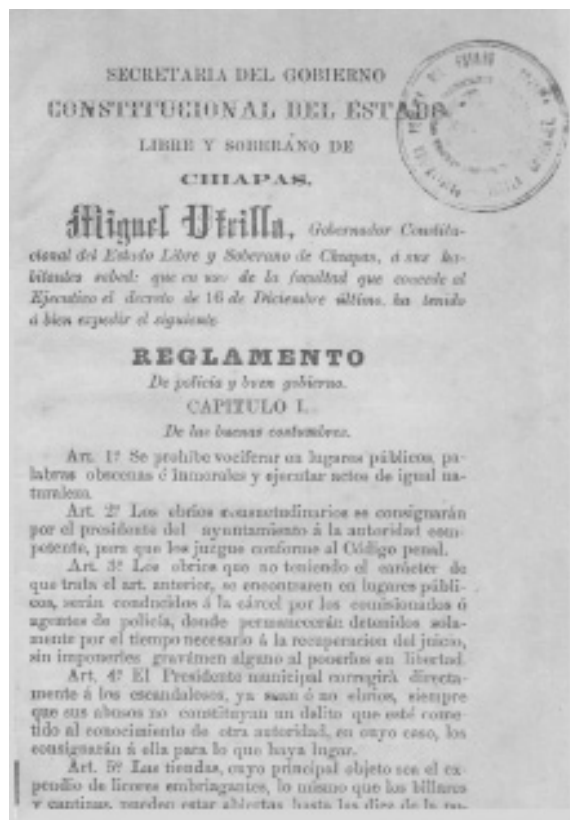 SECRETARIA DEL GOBIERNO
CONSTITUCIONAL DEL ESTADO
LIBRE Y SOBERANO DE
CHIAPAS.
Miguel Utrilla, Gobernador Constitu-
cional del Estado Libre y Soberano de Chiapas, á sus ha-
bitantes sabed: que en uso de la facultad que concede al
Ejecutivo el decreto de 16 de Diciembre último, ha tenido
á bien expedir el siguiente
REGLAMENTO
De policía y buen gobierno.
CAPITULO I.
De las buenas costumbres.
Art. 1º Se prohibe vociferar en lugares públicos, pa-
labras obscenas ó inmorales y ejecutar actos de igual na-
turaleza.
Art. 2º Los ebrios consuetudinarios se consignarán
por el presidente del ayuntamiento á la autoridad com-
petente, para que los juzgue conforme al Código penal.
Art. 3º Los ebrios que no teniendo el carácter de
que trata el art. anterior, se encontraren en lugares públi-
cos, serán conducidos á la cárcel por los comisionados ó
agentes de policía, donde permanecerán detenidos sola-
mente por el tiempo necesario á la recuperacion del juicio,
sin imponerles gravámen alguno al ponerlos en libertad.
Art. 4º El Presidente municipal corregirá directa-
mente á los escandalosos, ya sean ó no ebrios, siempre
que sus abusos no constituyan un delito que esté come-
tido al conocimiento de otra autoridad, en cuyo caso, los
consignarán á ella para lo que haya lugar.
Art. 5º Las tiendas, cuyo principal objeto sea el ex-
pendio de licores embriagantes, lo mismo que los billares
y cantinas, pueden estar abiertas hasta las diez de la no-